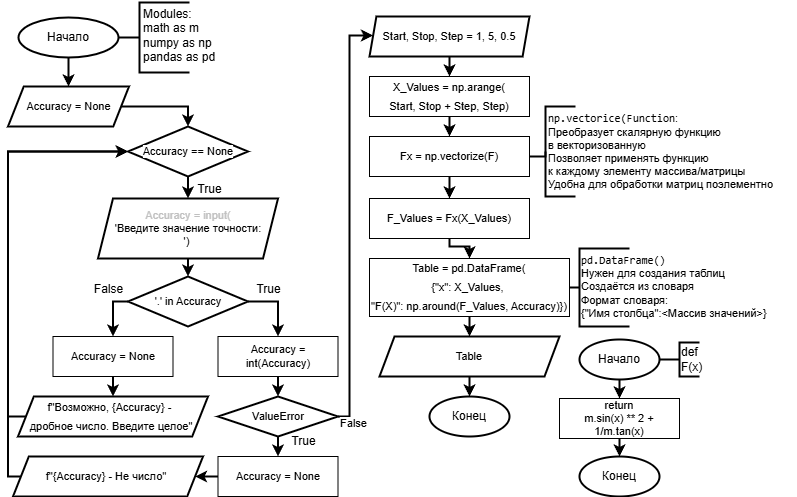 Начало
Modules:
math as m
numpy as np
pandas as pd
Accuracy = None
Accuracy == None
True
Accuracy = input(
'Введите значение точности:
')
'.' in Accuracy
False
True
Accuracy = None
Accuracy =
int(Accuracy)
f"Возможно, {Accuracy} -
дробное число. Введите целое"
ValueError
False
True
f"{Accuracy} - Не число"
Accuracy = None
Start, Stop, Step = 1, 5, 0.5
X_Values = np.arange(
Start, Stop + Step, Step)
Fx = np.vectorize(F)
np.vectorice(Function:
Преобразует скалярную функцию
в векторизованную
Позволяет применять функцию
к каждому элементу массива/матрицы
Удобна для обработки матриц поэлементно
F_Values = Fx(X_Values)
Table = pd.DataFrame(
{"x": X_Values,
"F(X)": np.around(F_Values, Accuracy)})
pd.DataFrame()
Нужен для создания таблиц
Создаётся из словаря
Формат словаря:
{"Имя столбца":<Массив значений>}
Table
Конец
Начало
def
F(x)
return
m.sin(x) ** 2 +
1/m.tan(x)
Конец